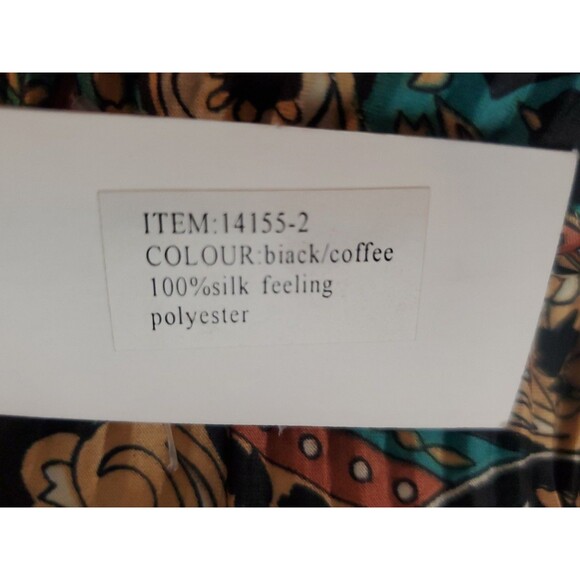 ITEM:14155-2
COLOUR:biack/coffee
100%silk feeling
polyester